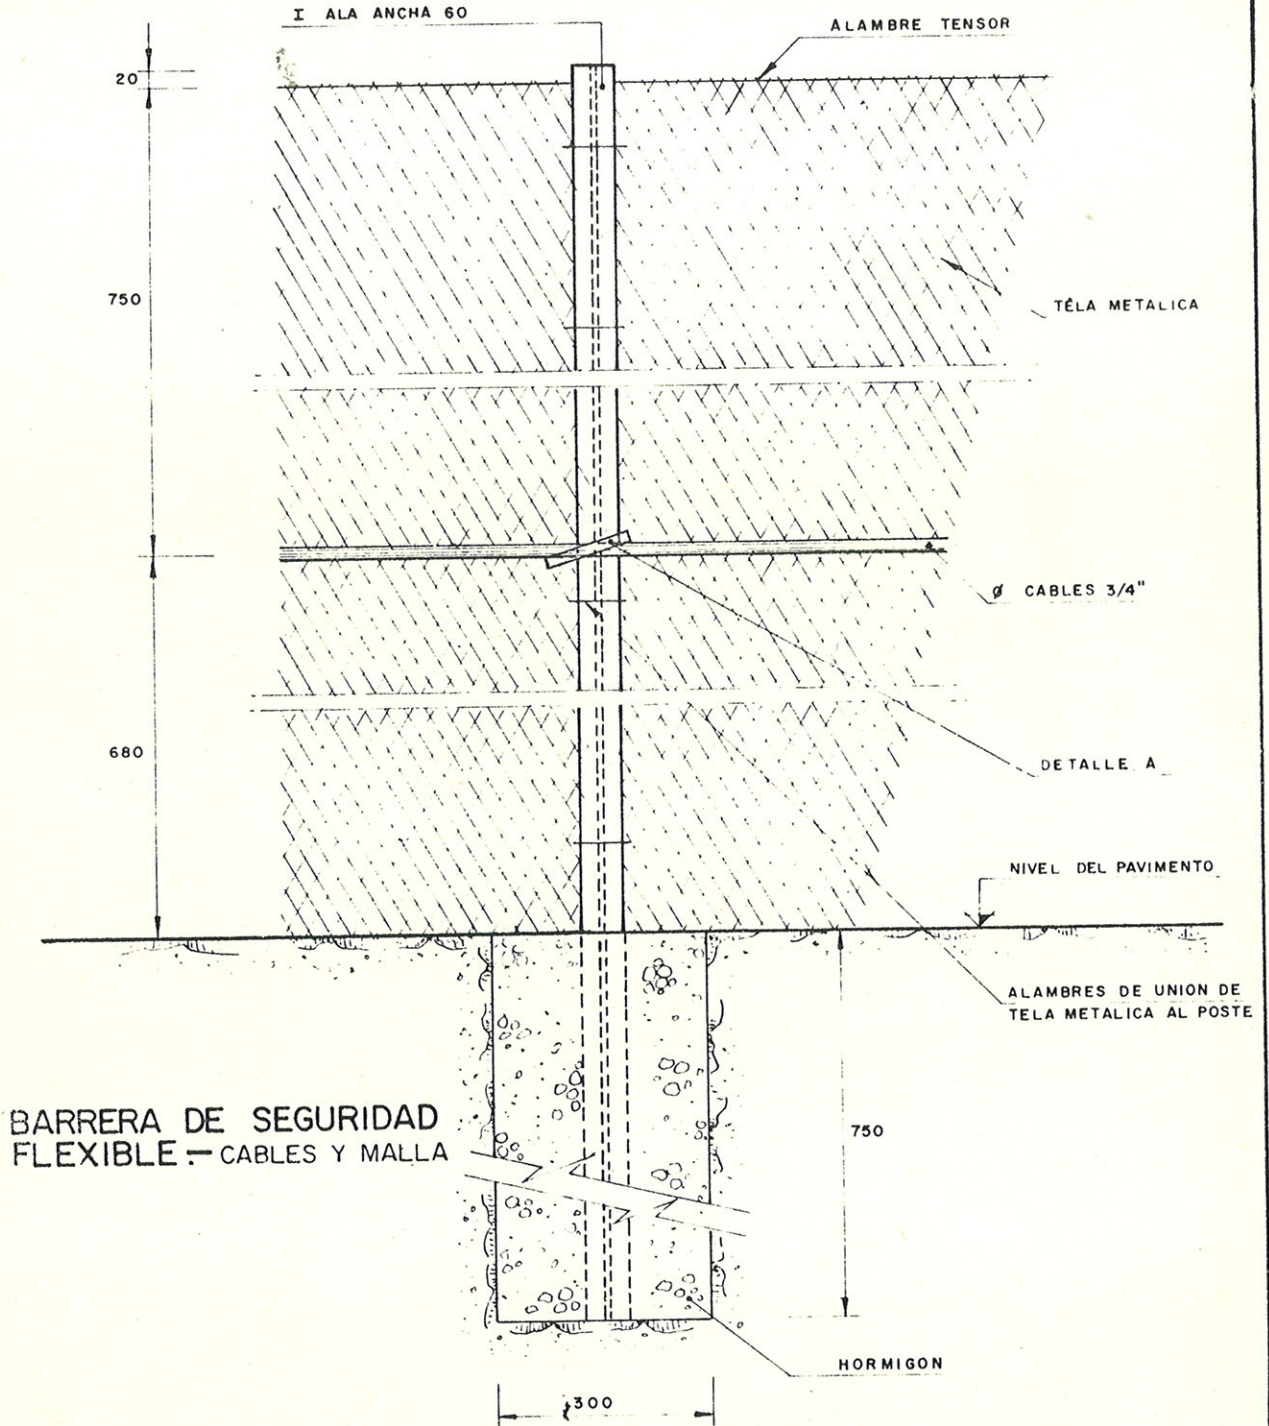 I ALA ANCHA 60
ALAMBRE TENSOR
20
750
TELA METALICA
Ø CABLES 3/4"
680
DETALLE A
NIVEL DEL PAVIMENTO
ALAMBRES DE UNION DE
TELA METALICA AL POSTE
BARRERA DE SEGURIDAD
FLEXIBLE.- CABLES Y MALLA
750
HORMIGON
300